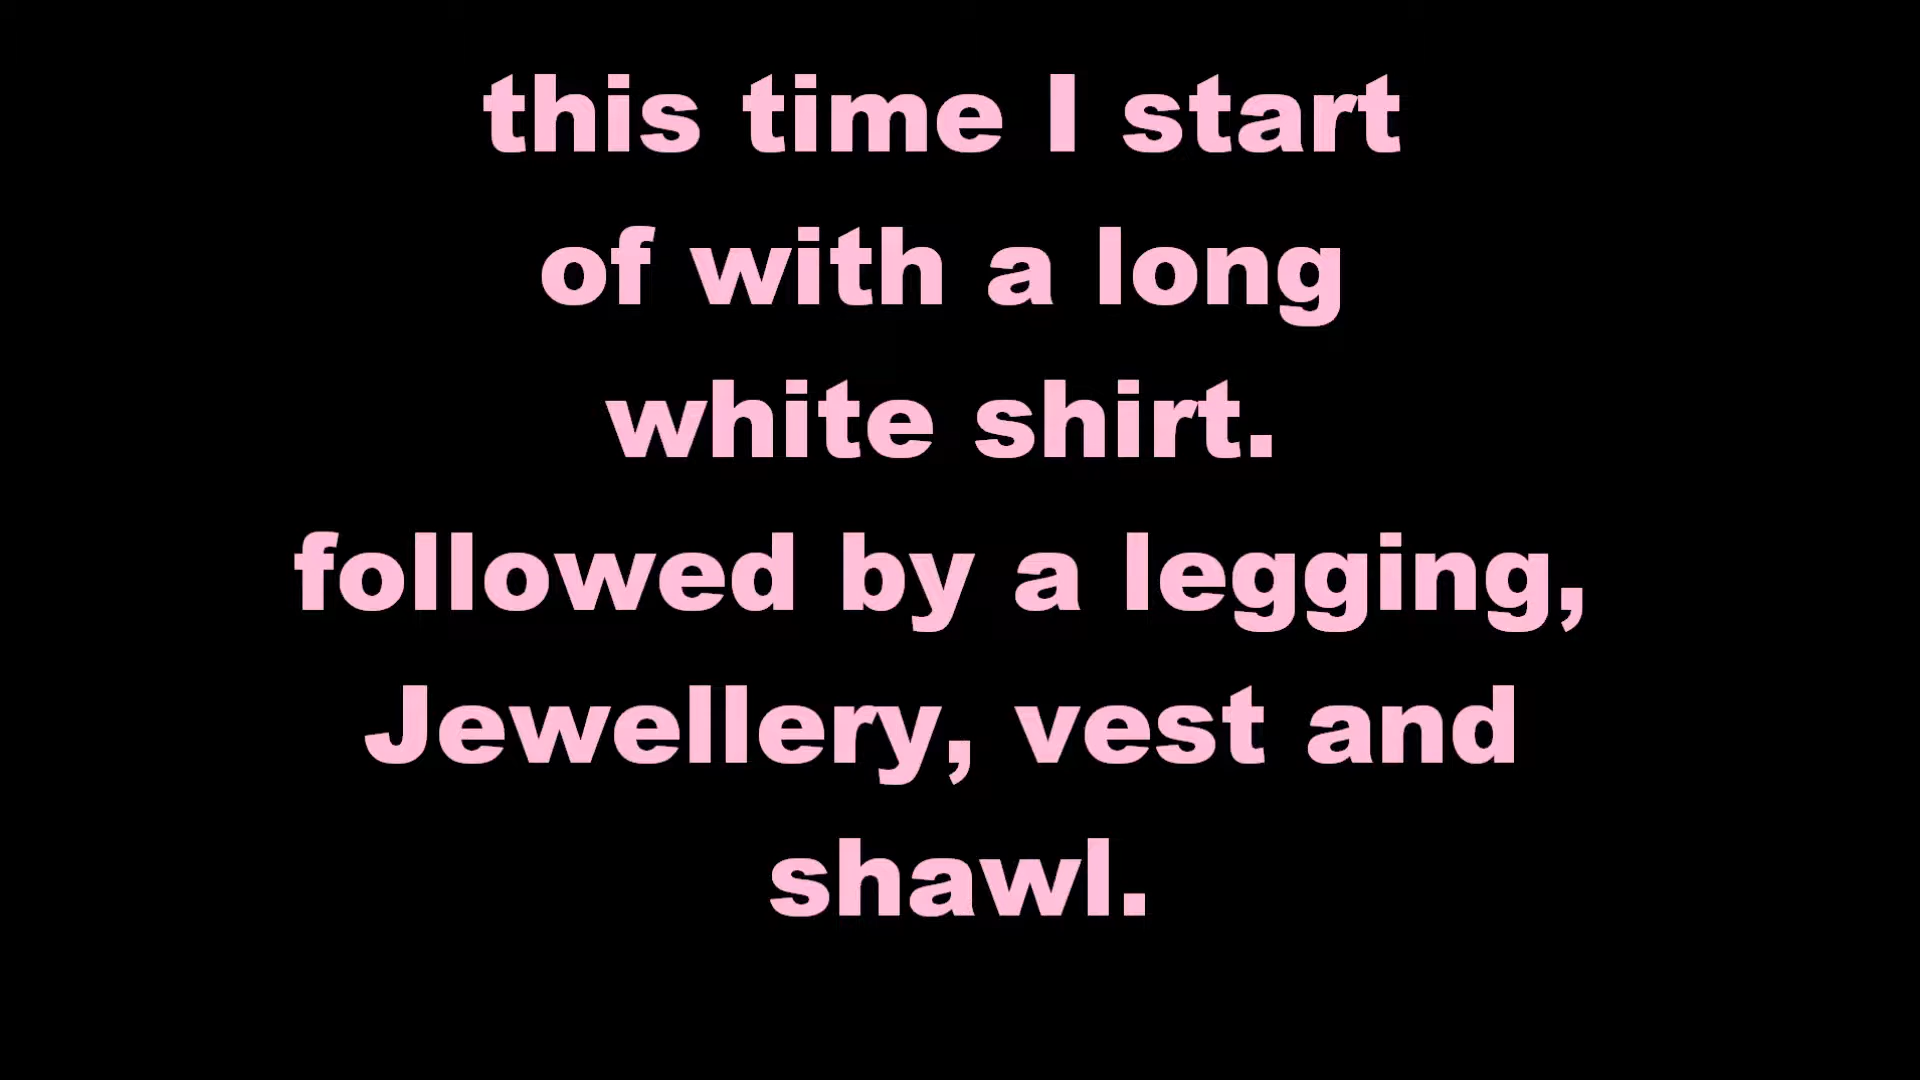 this time I start
of with a long
white shirt.
followed by a legging,
Jewellery, vest and
shawl.